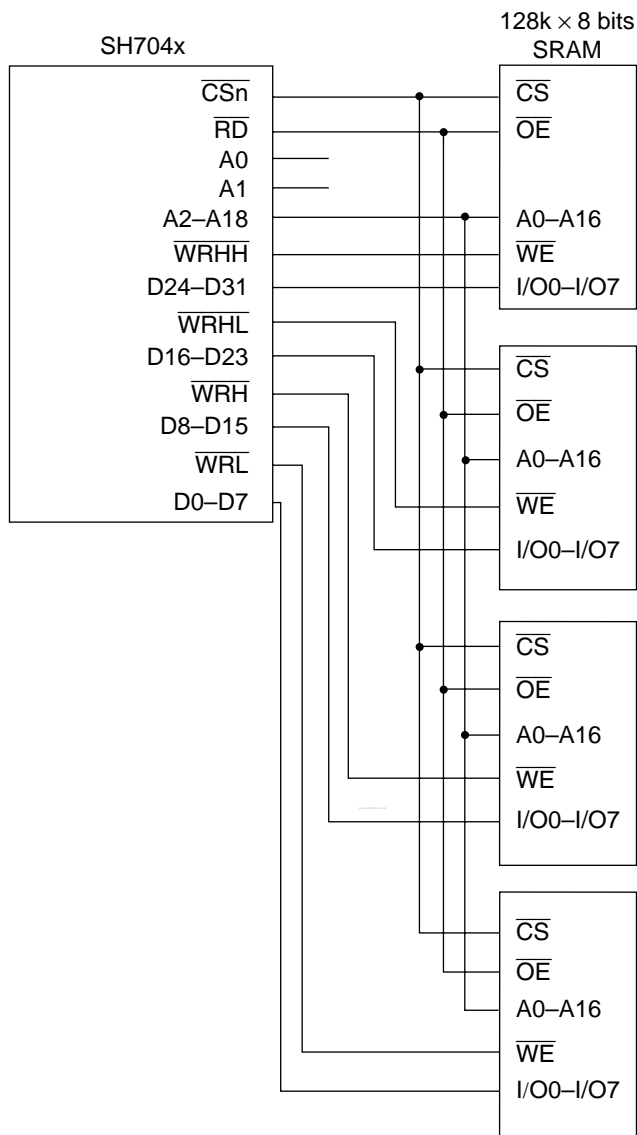 SH704x
CSn
RD
A0
A1
A2–A18
WRHH
D24–D31
WRHL
D16–D23
WRH
D8–D15
WRL
D0–D7
128k × 8 bits
SRAM
CS
OE
A0–A16
WE
I/O0–I/O7
CS
OE
A0–A16
WE
I/O0–I/O7
CS
OE
A0–A16
WE
I/O0–I/O7
CS
OE
A0–A16
WE
I/O0–I/O7